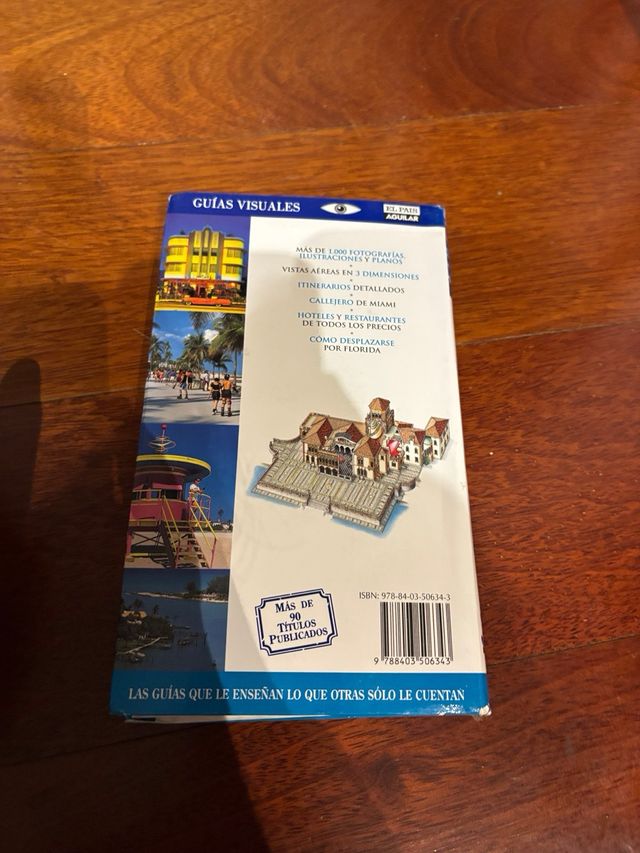 GUÍAS VISUALES
EL PAIS
AGUILAR
MÁS DE 1.000 FOTOGRAFÍAS,
ILUSTRACIONES Y PLANOS
VISTAS AÉREAS EN 3 DIMENSIONES
ITINERARIOS DETALLADOS
CALLEJERO DE MIAMI
HOTELES Y RESTAURANTES
DE TODOS LOS PRECIOS
CÓMO DESPLAZARSE
POR FLORIDA
MÁS DE
90
TÍTULOS
PUBLICADOS
ISBN: 978-84-03-50634-3
9 788403 506343
LAS GUÍAS QUE LE ENSEÑAN LO QUE OTRAS SÓLO LE CUENTAN